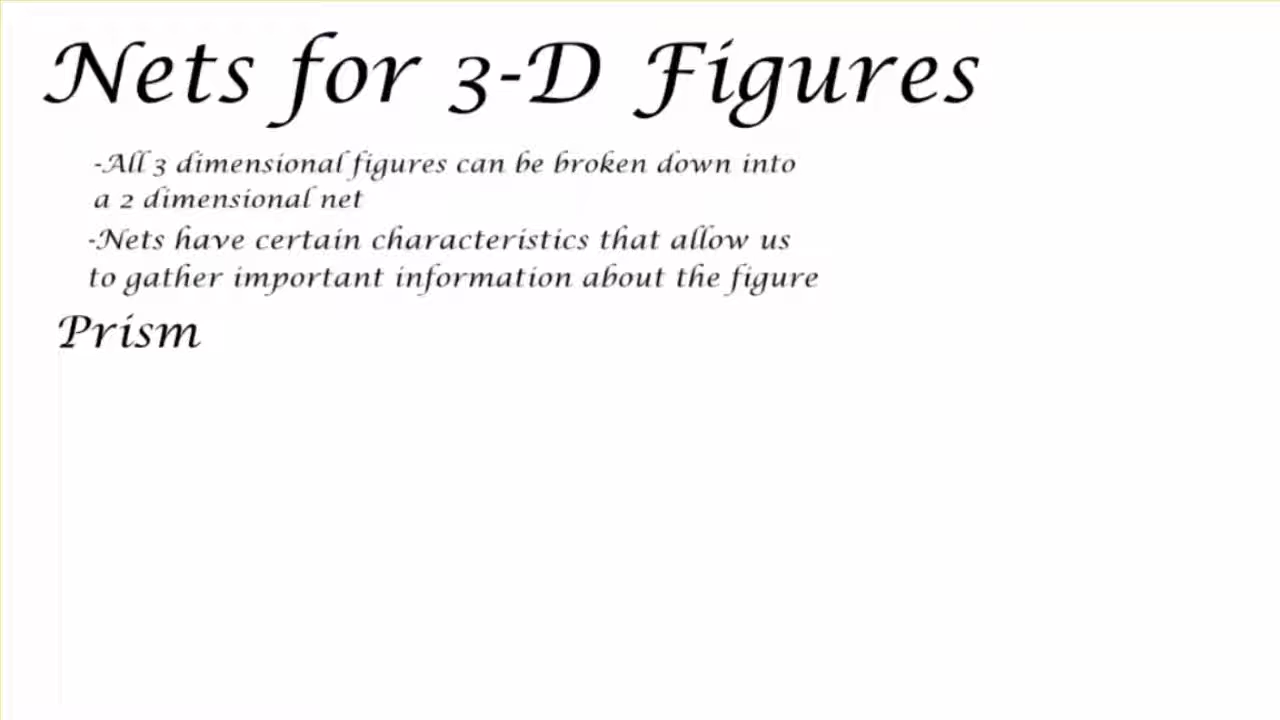 Nets for 3-D Figures
-All 3 dimensional figures can be broken down into
a 2 dimensional net
-Nets have certain characteristics that allow us
to gather important information about the figure
Prism